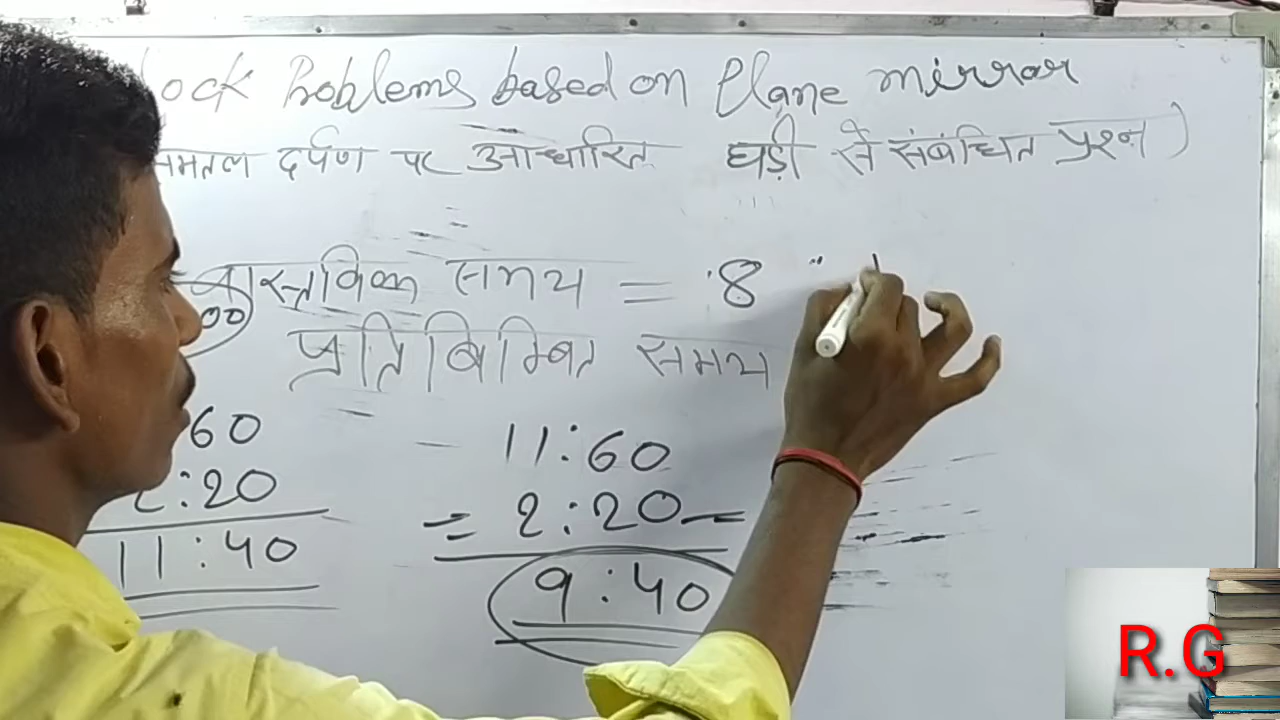 lock Problems based on Plane mirror
समतल दर्पण पर आधारित घड़ी से संबंधित प्रश्न )
वास्तविक समय = 8
00
प्रतिबिम्बित समय
60
2:20
11:40
11:60
= 2:20
9:40
R.G